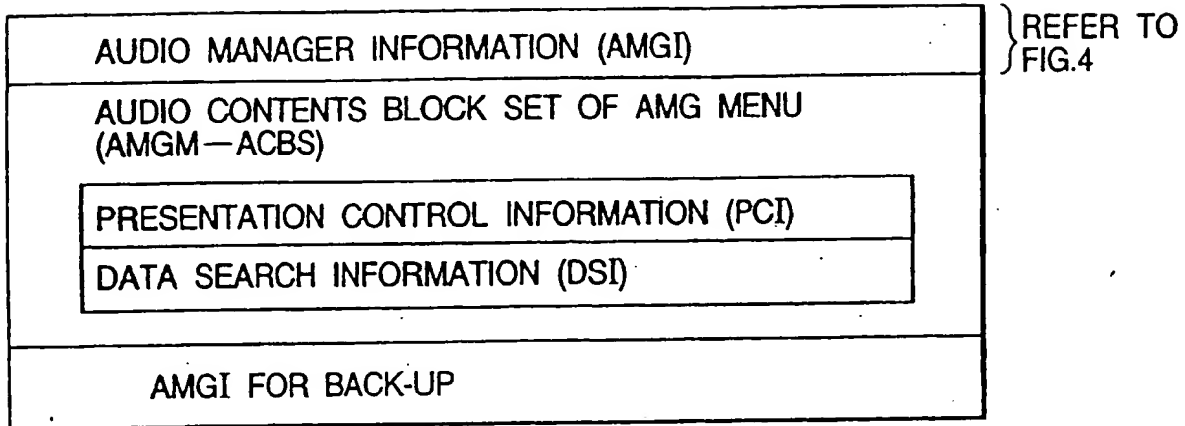 AUDIO MANAGER INFORMATION (AMGI)
REFER TO
FIG.4
AUDIO CONTENTS BLOCK SET OF AMG MENU
(AMGM—ACBS)
PRESENTATION CONTROL INFORMATION (PCI)
DATA SEARCH INFORMATION (DSI)
AMGI FOR BACK-UP